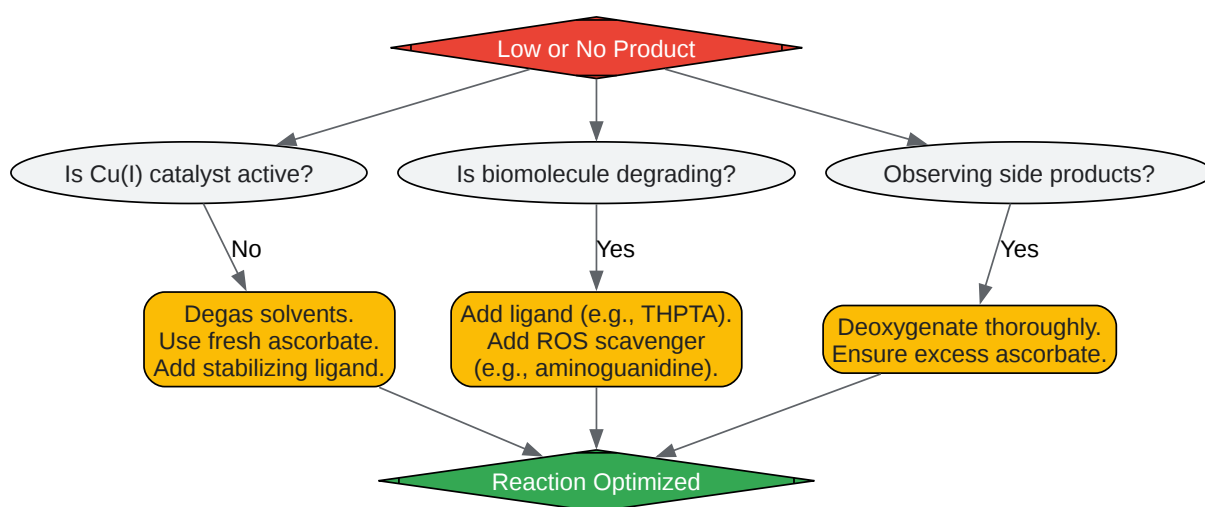 Low or No Product
Is Cu(I) catalyst active?
Is biomolecule degrading?
Observing side products?
No
Yes
Yes
Degas solvents.
Use fresh ascorbate.
Add stabilizing ligand.
Add ligand (e.g., THPTA).
Add ROS scavenger
(e.g., aminoguanidine).
Deoxygenate thoroughly.
Ensure excess ascorbate.
Reaction Optimized